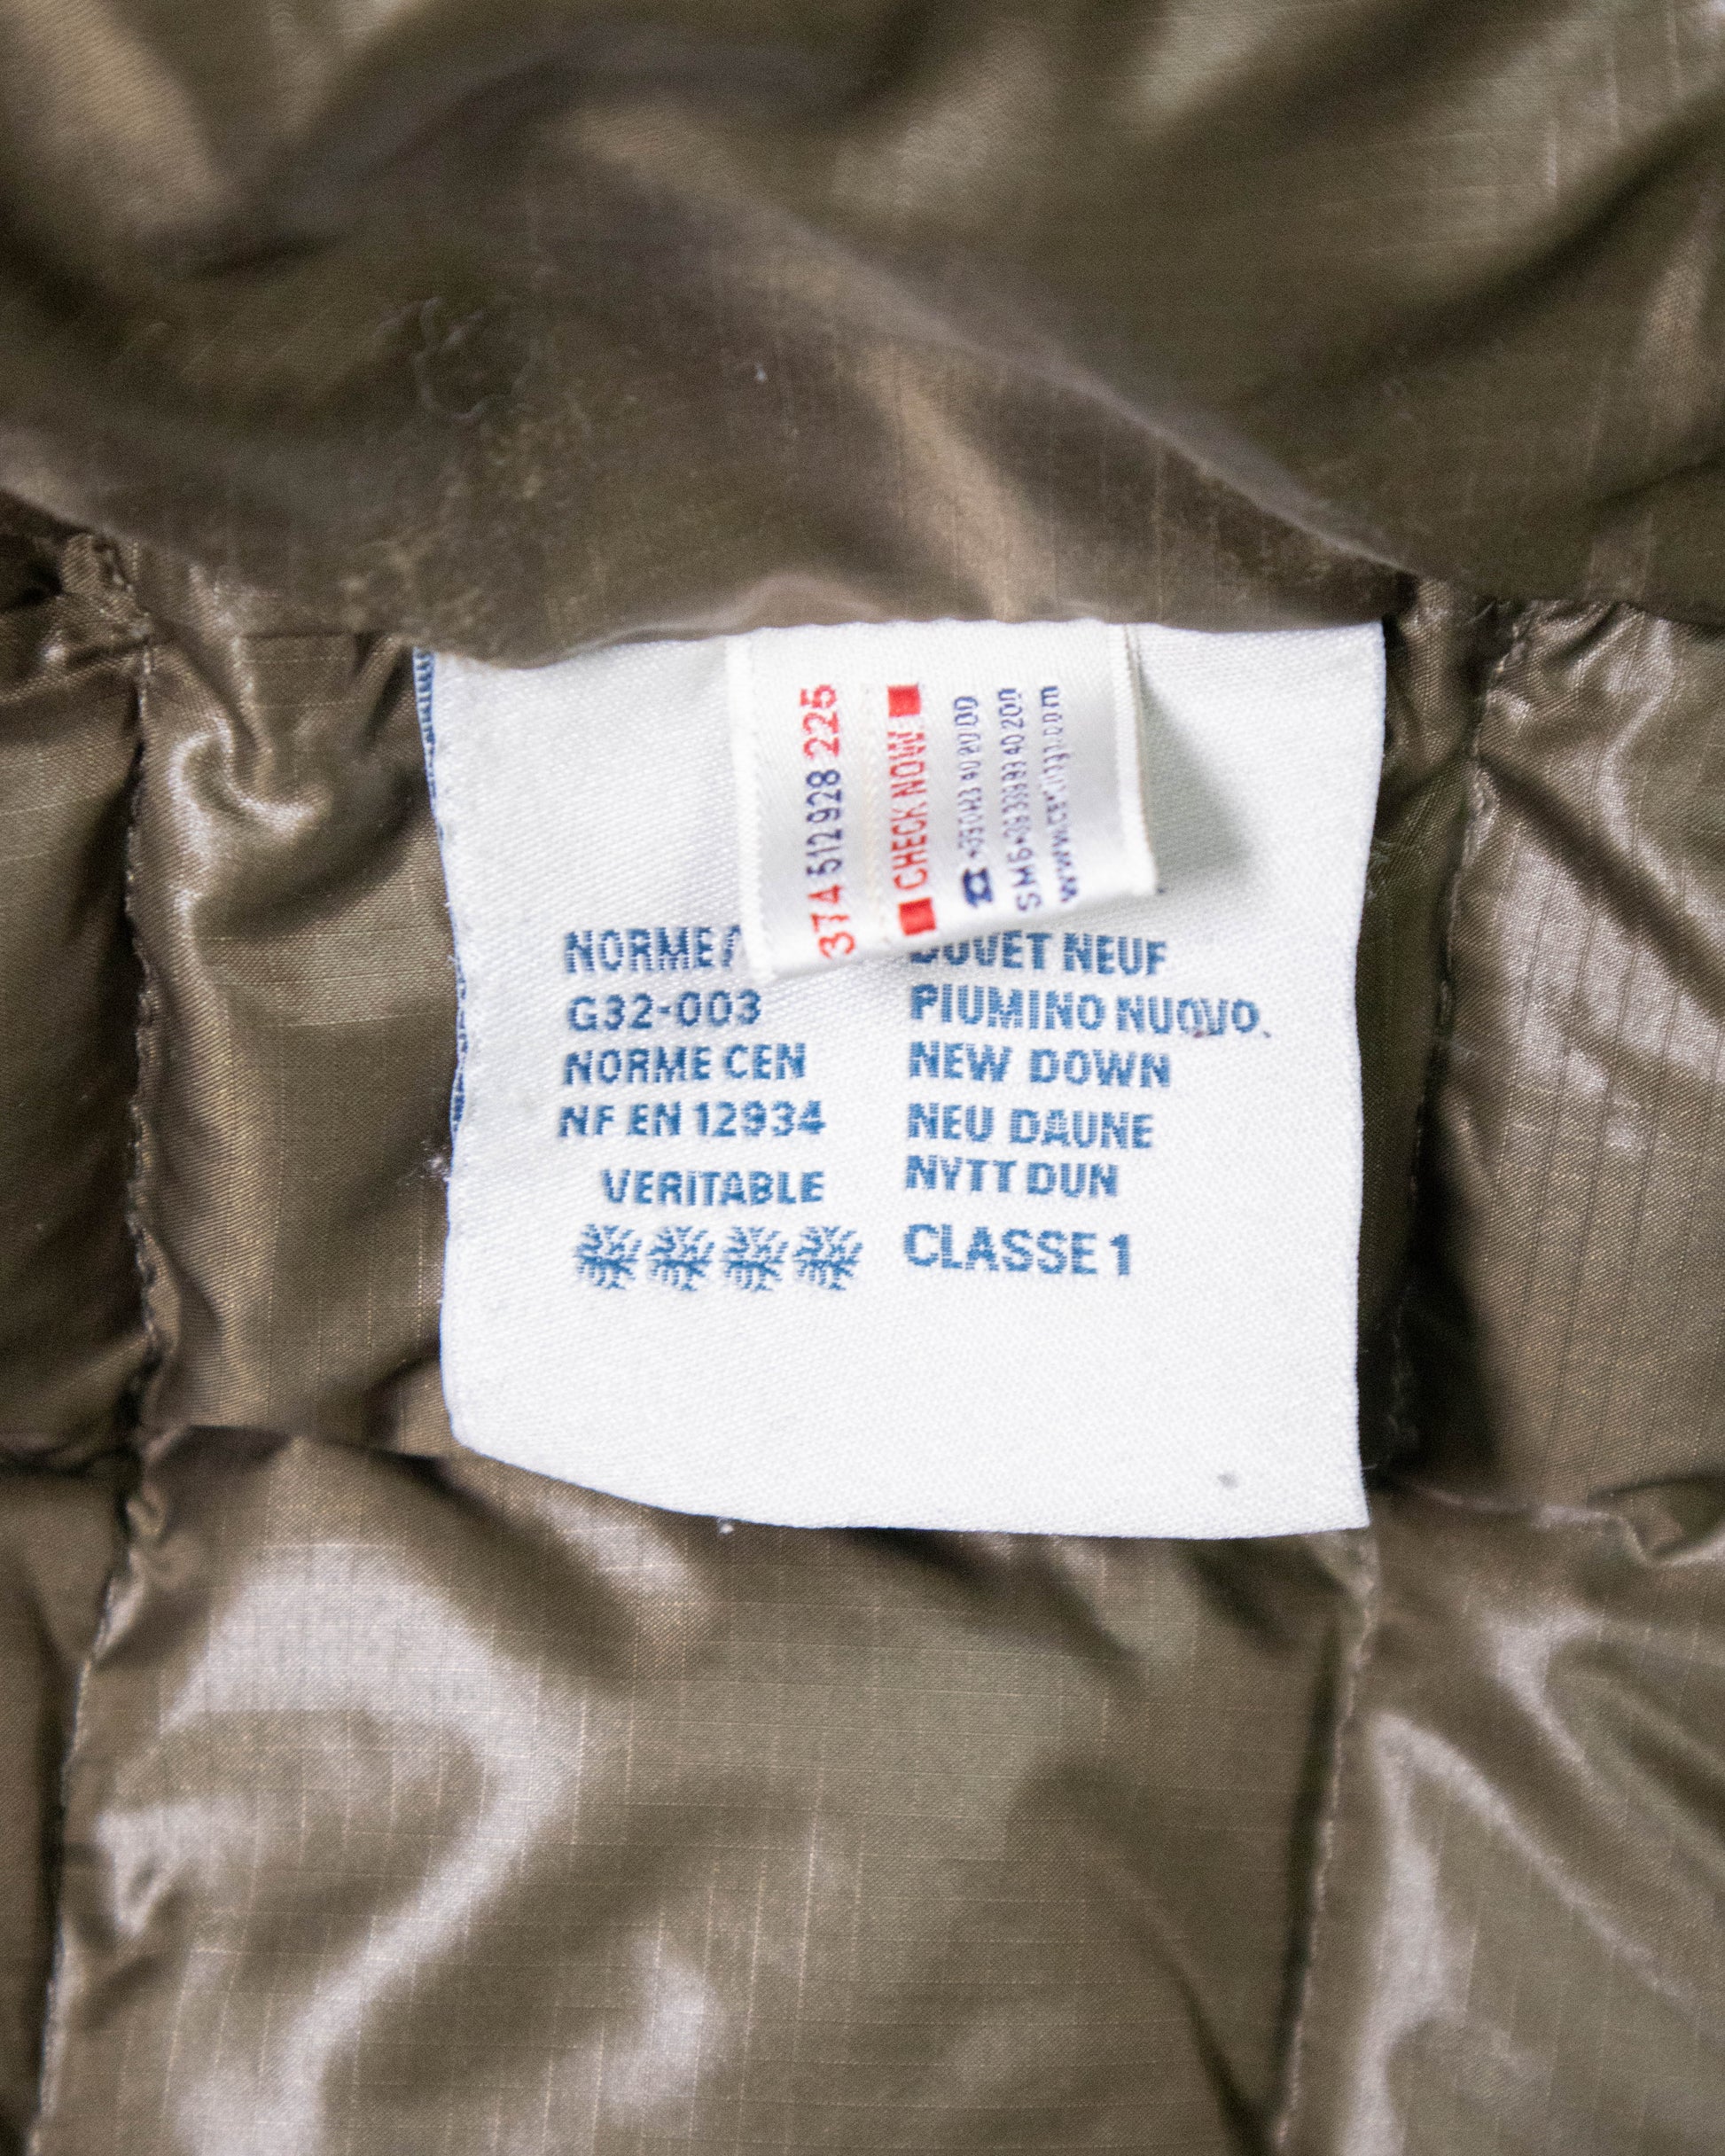 3T4 512928 225
CHECK NOW
NORME
G32-003
NORME CEN
NF EN 12934
VERITABLE
DUVET NEUF
PIUMINO NUOVO
NEW DOWN
NEU DAUNE
NYTT DUN
CLASSE 1